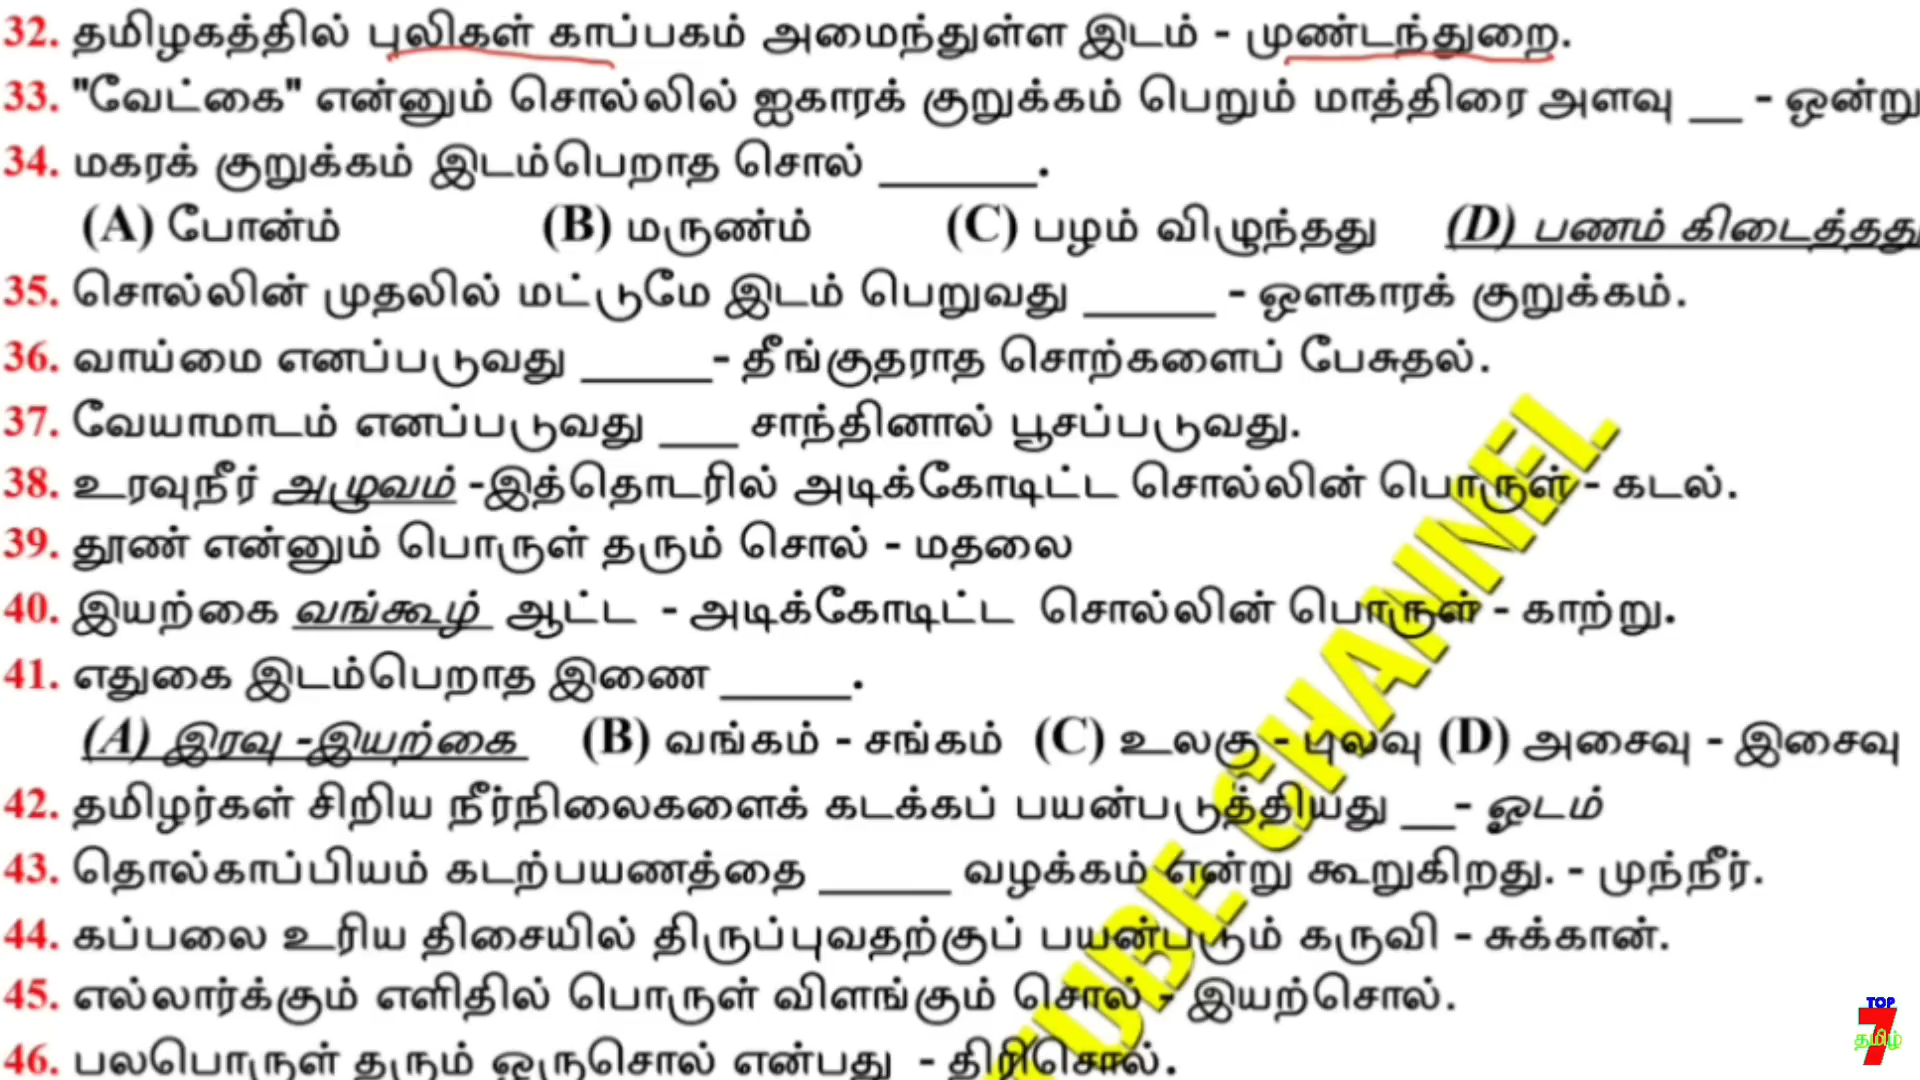 32. தமிழகத்தில் புலிகள் காப்பகம் அமைந்துள்ள இடம் - முண்டந்துறை.
33. "வேட்கை" என்னும் சொல்லில் ஐகாரக் குறுக்கம் பெறும் மாத்திரை அளவு __ - ஒன்று
34. மகரக் குறுக்கம் இடம்பெறாத சொல் ______.
(A) போன்ம் (B) மருண்ம் (C) பழம் விழுந்தது (D) பணம் கிடைத்தது
35. சொல்லின் முதலில் மட்டுமே இடம் பெறுவது _____ - ஔகாரக் குறுக்கம்.
36. வாய்மை எனப்படுவது _____- தீங்குதராத சொற்களைப் பேசுதல்.
37. வேயாமாடம் எனப்படுவது ___ சாந்தினால் பூசப்படுவது.
38. உரவுநீர் அழுவம் -இத்தொடரில் அடிக்கோடிட்ட சொல்லின் பொருள் - கடல்.
39. தூண் என்னும் பொருள் தரும் சொல் - மதலை
40. இயற்கை வங்கூழ் ஆட்ட - அடிக்கோடிட்ட சொல்லின் பொருள் - காற்று.
41. எதுகை இடம்பெறாத இணை _____.
(A) இரவு -இயற்கை (B) வங்கம் - சங்கம் (C) உலகு - புலவு (D) அசைவு - இசைவு
42. தமிழர்கள் சிறிய நீர்நிலைகளைக் கடக்கப் பயன்படுத்தியது __- ஓடம்
43. தொல்காப்பியம் கடற்பயணத்தை _____ வழக்கம் என்று கூறுகிறது. - முந்நீர்.
44. கப்பலை உரிய திசையில் திருப்புவதற்குப் பயன்படும் கருவி - சுக்கான்.
45. எல்லார்க்கும் எளிதில் பொருள் விளங்கும் சொல் - இயற்சொல்.
46. பலபொருள் தரும் ஒருசொல் என்பது - திரிசொல்.
TUBE CHANNEL
TOP
7
தமிழ்